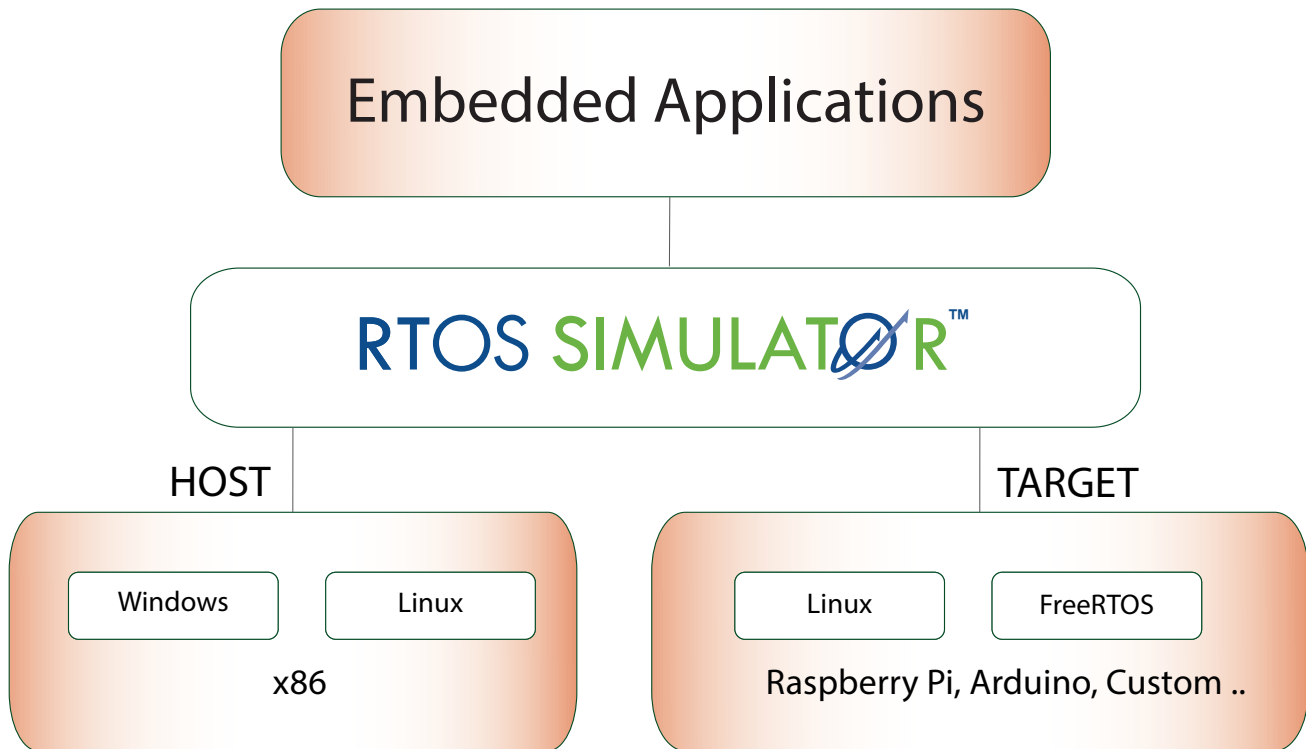 Embedded Applications
RTOS SIMULATOR™
HOST
TARGET
Windows
Linux
Linux
FreeRTOS
x86
Raspberry Pi, Arduino, Custom ..